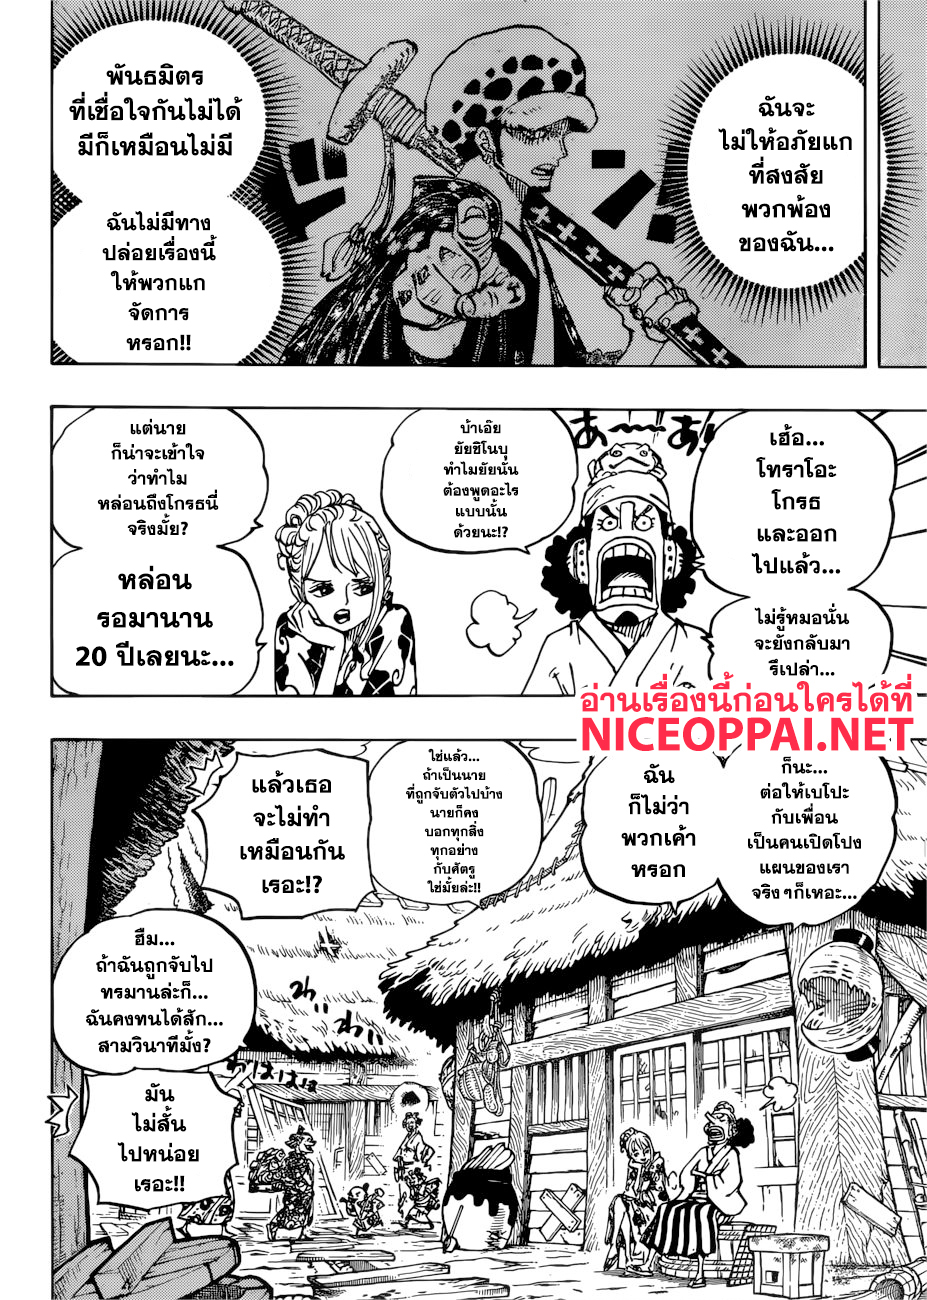 ฉันจะ
ไม่ให้อภัยแก
ที่สงสัย
พวกพ้อง
ของฉัน...
พันธมิตร
ที่เชื่อใจกันไม่ได้
มีก็เหมือนไม่มี
ฉันไม่มีทาง
ปล่อยเรื่องนี้
ให้พวกแก
จัดการ
หรอก!!
เฮ้อ...
โทราโอะ
โกรธ
และออก
ไปแล้ว...
ไม่รู้หมอนั่น
จะยังกลับมา
รึเปล่า...
あ〜〜あ!!
บ้าเอ๊ย
ยัยชิโนบุ
ทำไมยัยนั่น
ต้องพูดอะไร
แบบนั้น
ด้วยนะ!?
แต่นาย
ก็น่าจะเข้าใจ
ว่าทำไม
หล่อนถึงโกรธนี่
จริงมั้ย?
หล่อน
รอมานาน
20 ปีเลยนะ...
อ่านเรื่องนี้ก่อนใครได้ที่
NICEOPPAI.NET
ก็นะ...
ต่อให้เบโปะ
กับเพื่อน
เป็นคนเปิดโปง
แผนของเรา
จริงๆก็เหอะ...
ฉัน
ก็ไม่ว่า
พวกเค้า
หรอก
ใช่แล้ว...
ถ้าเป็นนาย
ที่ถูกจับตัวไปบ้าง
นายก็คง
บอกทุกสิ่ง
ทุกอย่าง
กับศัตรู
ใช่มั้ยล่ะ!!
แล้วเธอ
จะไม่ทำ
เหมือนกัน
เรอะ!?
ฮืม...
ถ้าฉันถูกจับไป
ทรมานล่ะก็...
ฉันคงทนได้สัก...
สามวินาทีมั้ง?
มัน
ไม่สั้น
ไปหน่อย
เรอะ!!
わい
わい
わははは